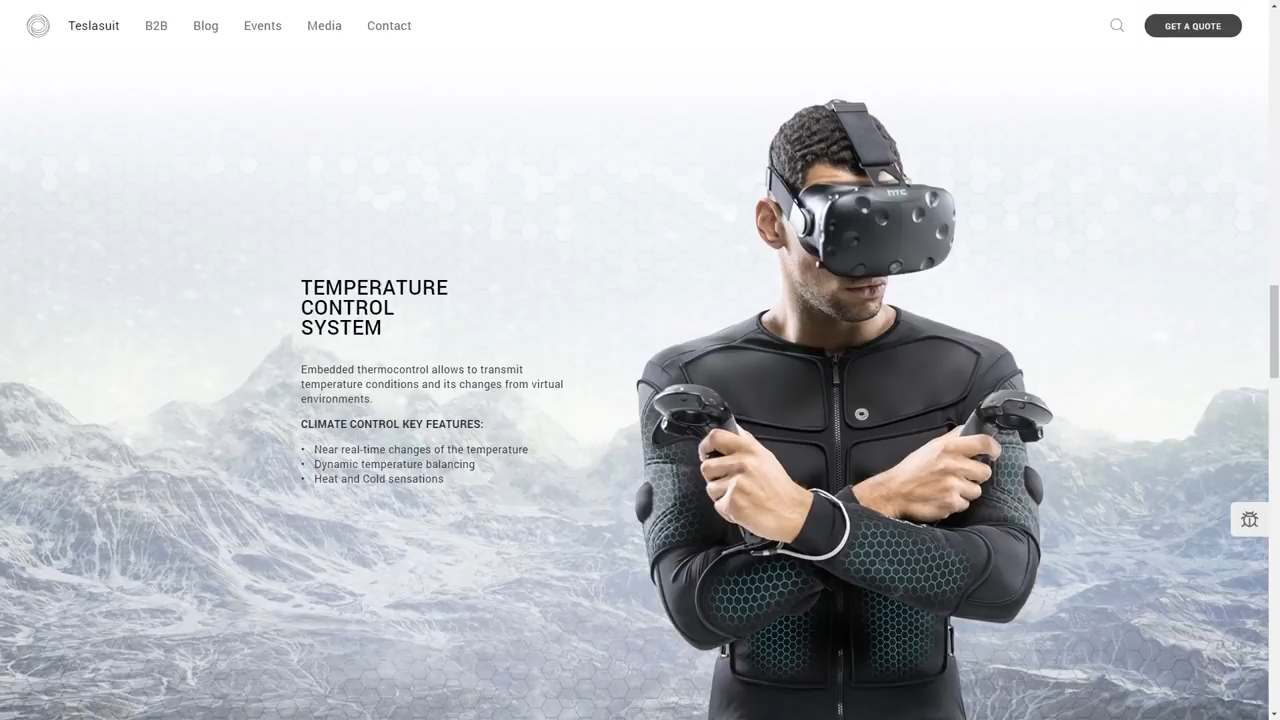 Teslasuit B2B Blog Events Media Contact GET A QUOTE
hTC
TEMPERATURE
CONTROL
SYSTEM
Embedded thermocontrol allows to transmit
temperature conditions and its changes from virtual
environments.
CLIMATE CONTROL KEY FEATURES:
• Near real-time changes of the temperature
• Dynamic temperature balancing
• Heat and Cold sensations